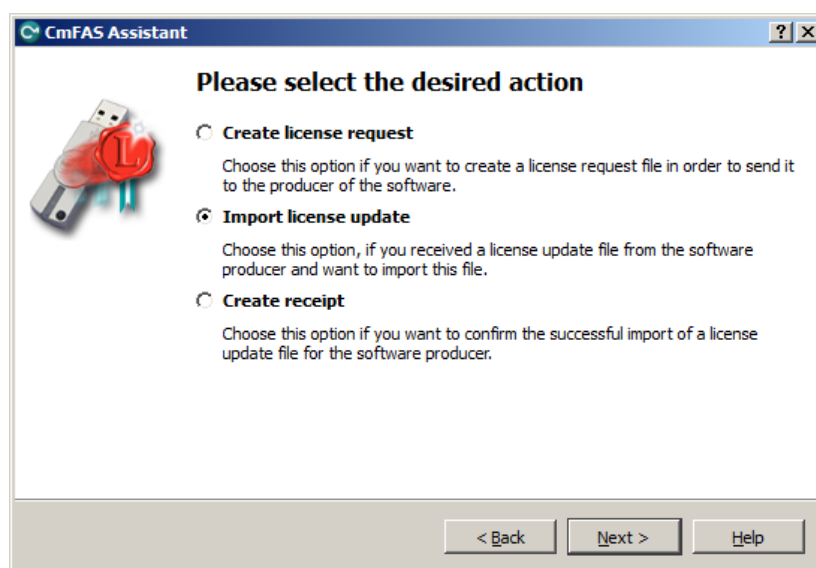 CmFAS Assistant
Please select the desired action
Create license request
Choose this option if you want to create a license request file in order to send it
to the producer of the software.
Import license update
Choose this option, if you received a license update file from the software
producer and want to import this file.
Create receipt
Choose this option if you want to confirm the successful import of a license
update file for the software producer.
< Back
Next >
Help
L